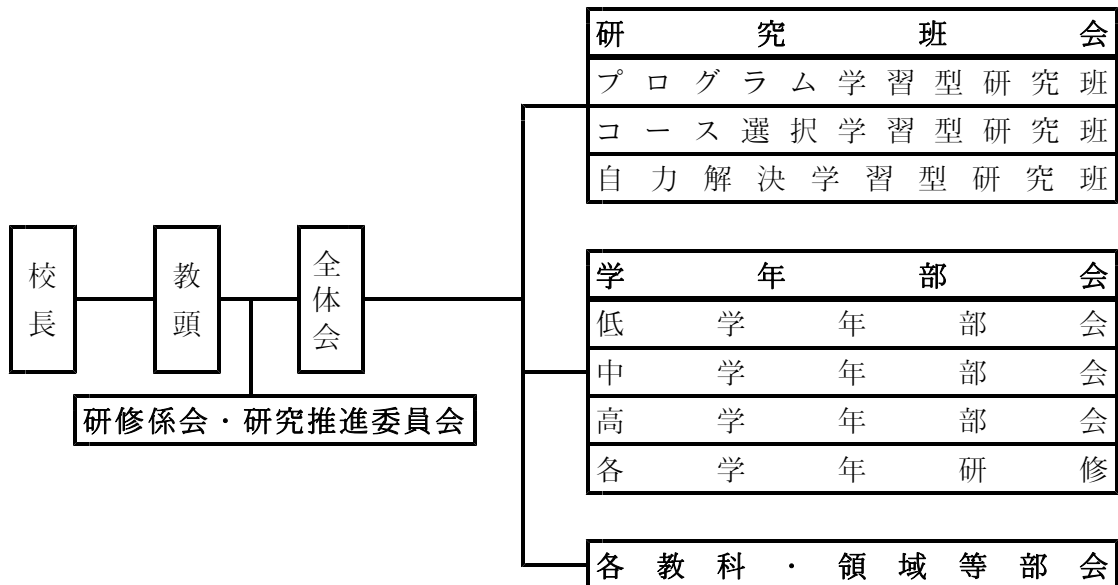 研究班会
プログラム学習型研究班
コース選択学習型研究班
自力解決学習型研究班
校長
教頭
全体会
研修係会・研究推進委員会
学年部会
低学年部会
中学年部会
高学年部会
各学年研修
各教科・領域等部会